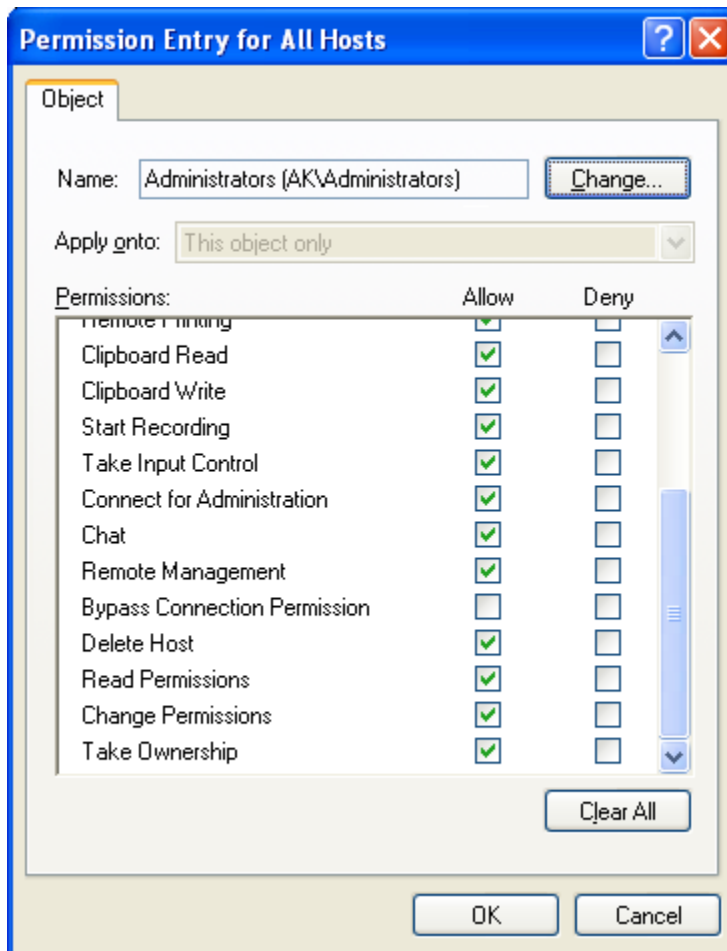 Permission Entry for All Hosts
Object
Name: Administrators (AK\Administrators) Change...
Apply onto: This object only
Permissions: Allow Deny
Remote Printing
Clipboard Read
Clipboard Write
Start Recording
Take Input Control
Connect for Administration
Chat
Remote Management
Bypass Connection Permission
Delete Host
Read Permissions
Change Permissions
Take Ownership
Clear All
OK Cancel